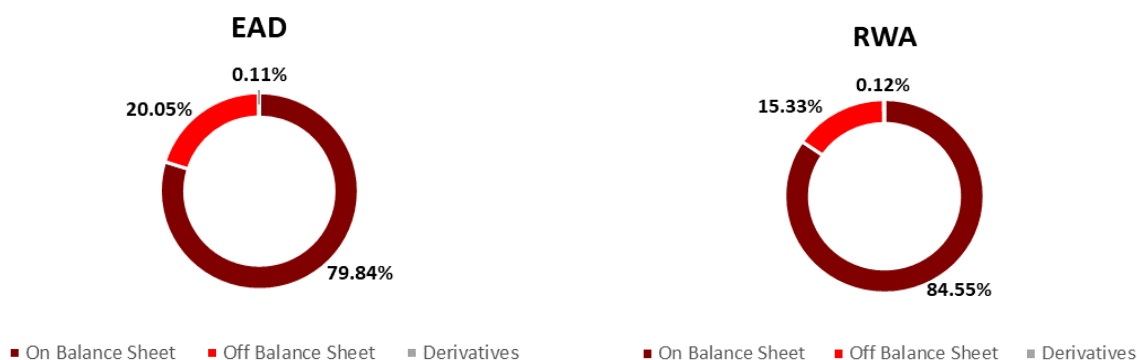 EAD
0.11%
20.05%
79.84%
On Balance Sheet
Off Balance Sheet
Derivatives
RWA
0.12%
15.33%
84.55%
On Balance Sheet
Off Balance Sheet
Derivatives